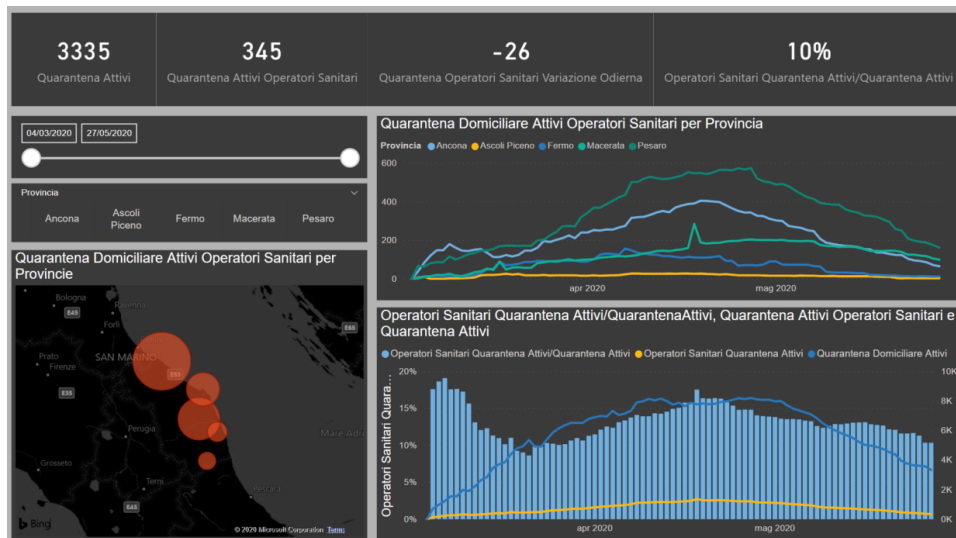 3335
Quarantena Attivi
345
Quarantena Attivi Operatori Sanitari
-26
Quarantena Operatori Sanitari Variazione Odierna
10%
Operatori Sanitari Quarantena Attivi/Quarantena Attivi
04/03/2020
27/05/2020
Provincia
Ancona
Ascoli
Piceno
Fermo
Macerata
Pesaro
Quarantena Domiciliare Attivi Operatori Sanitari per
Provincie
Bologna
Ravenna
E45
Forlì
E65
Prato
SAN MARINO
Firenze
E55
E35
Perugia
Mare Adri
Grosseto
Terni
Pescara
E45
Bing
© 2020 Microsoft Corporation Terms
Quarantena Domiciliare Attivi Operatori Sanitari per Provincia
Provincia Ancona Ascoli Piceno Fermo Macerata Pesaro
600
400
200
0
apr 2020
mag 2020
Operatori Sanitari Quarantena Attivi/QuarantenaAttivi, Quarantena Attivi Operatori Sanitari e
Quarantena Attivi
Operatori Sanitari Quarantena Attivi/Quarantena Attivi Operatori Sanitari Quarantena Attivi Quarantena Domiciliare Attivi
Operatori Sanitari Quara...
20%
15%
10%
5%
0%
10K
8K
6K
4K
2K
0K
apr 2020
mag 2020